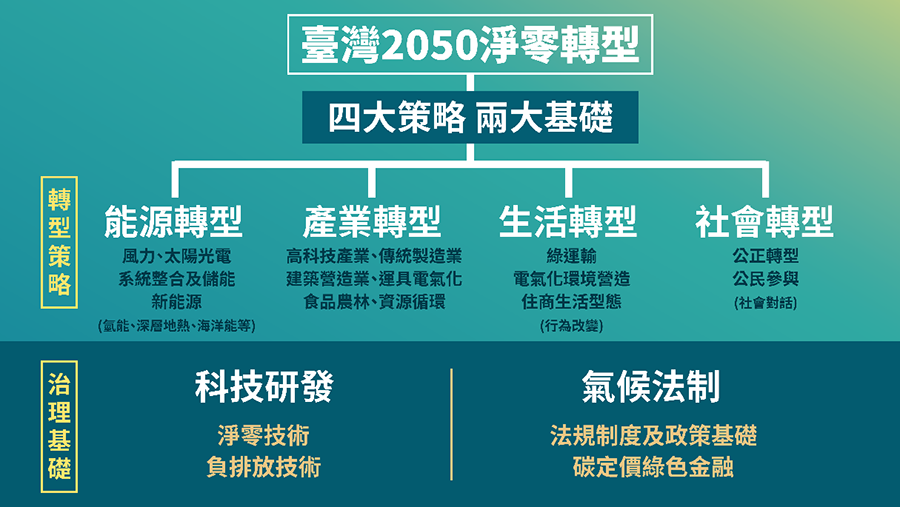 臺灣2050淨零轉型
四大策略 兩大基礎
轉型策略
能源轉型
風力、太陽光電
系統整合及儲能
新能源
(氫能、深層地熱、海洋能等)
產業轉型
高科技產業、傳統製造業
建築營造業、運具電氣化
食品農林、資源循環
生活轉型
綠運輸
電氣化環境營造
住商生活型態
(行為改變)
社會轉型
公正轉型
公民參與
(社會對話)
治理基礎
科技研發
淨零技術
負排放技術
氣候法制
法規制度及政策基礎
碳定價綠色金融